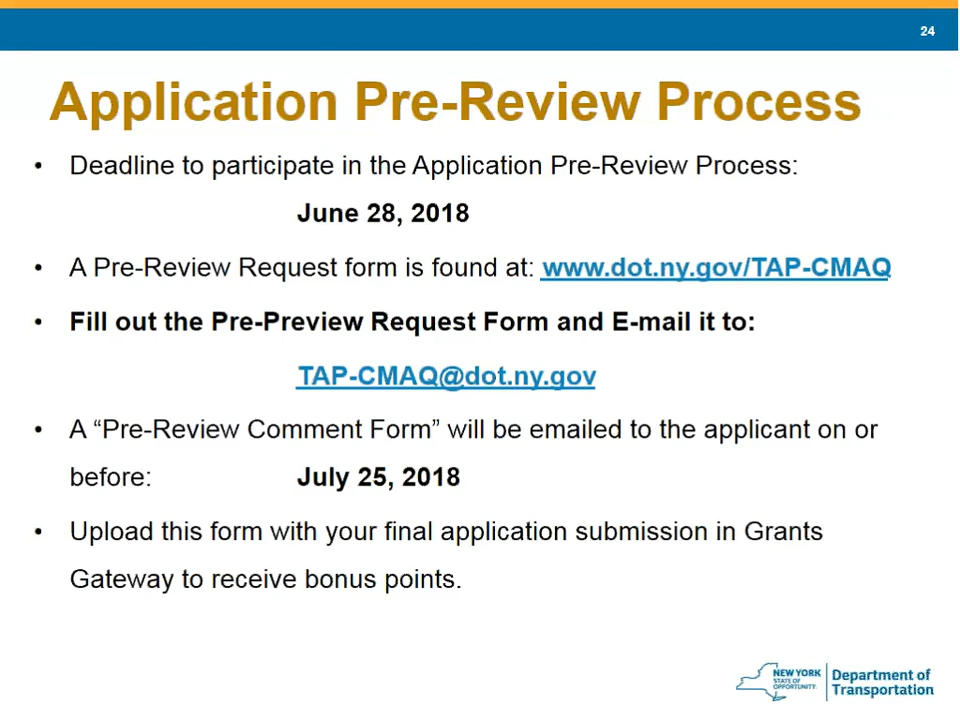 24
Application Pre-Review Process
• Deadline to participate in the Application Pre-Review Process:
June 28, 2018
• A Pre-Review Request form is found at: www.dot.ny.gov/TAP-CMAQ
• Fill out the Pre-Preview Request Form and E-mail it to:
TAP-CMAQ@dot.ny.gov
• A “Pre-Review Comment Form” will be emailed to the applicant on or
before: July 25, 2018
• Upload this form with your final application submission in Grants
Gateway to receive bonus points.
NEW YORK
STATE OF
OPPORTUNITY.
Department of
Transportation